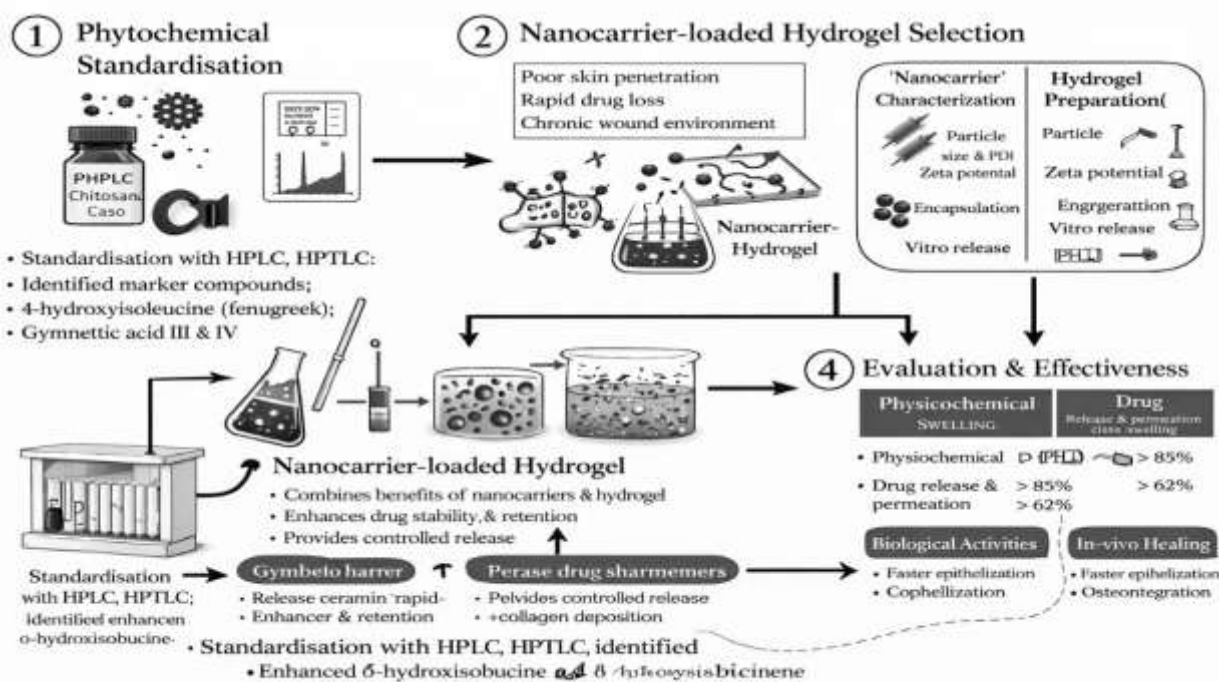 1 Phytochemical
Standardisation
PHPLC
Chitosan
Caso
• Standardisation with HPLC, HPTLC:
• Identified marker compounds;
• 4-hydroxyisoleucine (fenugreek);
• Gymnettic acid III & IV
2 Nanocarrier-loaded Hydrogel Selection
Poor skin penetration
Rapid drug loss
Chronic wound environment
Nanocarrier-
Hydrogel
'Nanocarrier'
Characterization
Particle
size & PDI
Zeta potental
Encapsulation
Vitro release
Hydrogel
Preparation(
Particle
Zeta potential
Engrgerattion
Vitro release
Nanocarrier-loaded Hydrogel
• Combines benefits of nanocarriers & hydrogel
• Enhances drug stability, & retention
• Provides controlled release
Standardisation
with HPLC, HPTLC;
identifieel enhancen
o-hydroxisobucine-
Gymbeto harrer
• Release ceramin 'rapid-
• Enhancer & retention
Perase drug sharmemers
• Pelvides controlled release
• +collagen deposition
• Standardisation with HPLC, HPTLC, identified
• Enhanced 6-hydroxisobucine
4 Evaluation & Effectiveness
Physicochemical
SWELLING
Drug
Release & permeation
• Physiochemical > 85%
• Drug release & > 85% > 62%
permeation > 62%
Biological Activities
• Faster epithelization
• Cophellization
In-vivo Healing
• Faster epihelization
• Osteontegration